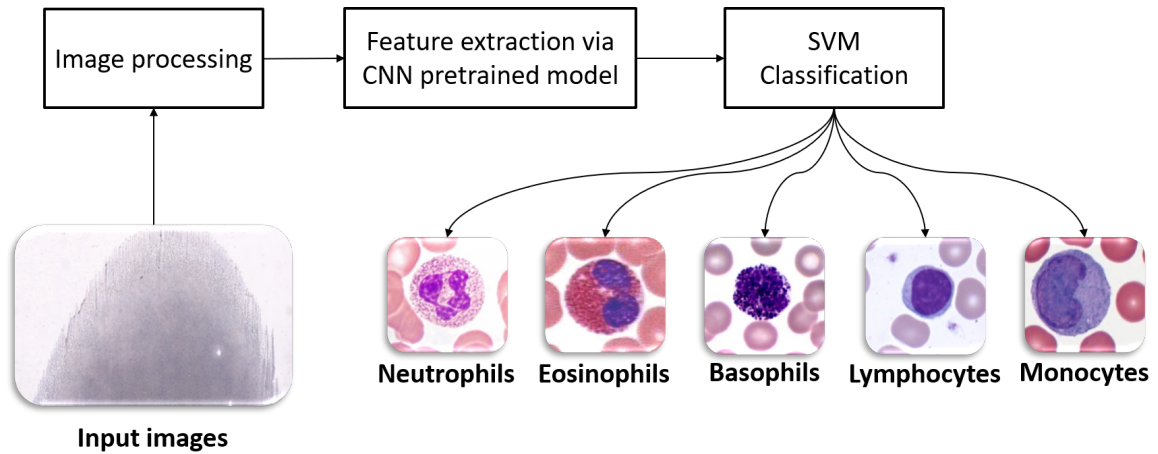 Image processing
Feature extraction via
CNN pretrained model
SVM
Classification
Neutrophils
Eosinophils
Basophils
Lymphocytes
Monocytes
Input images